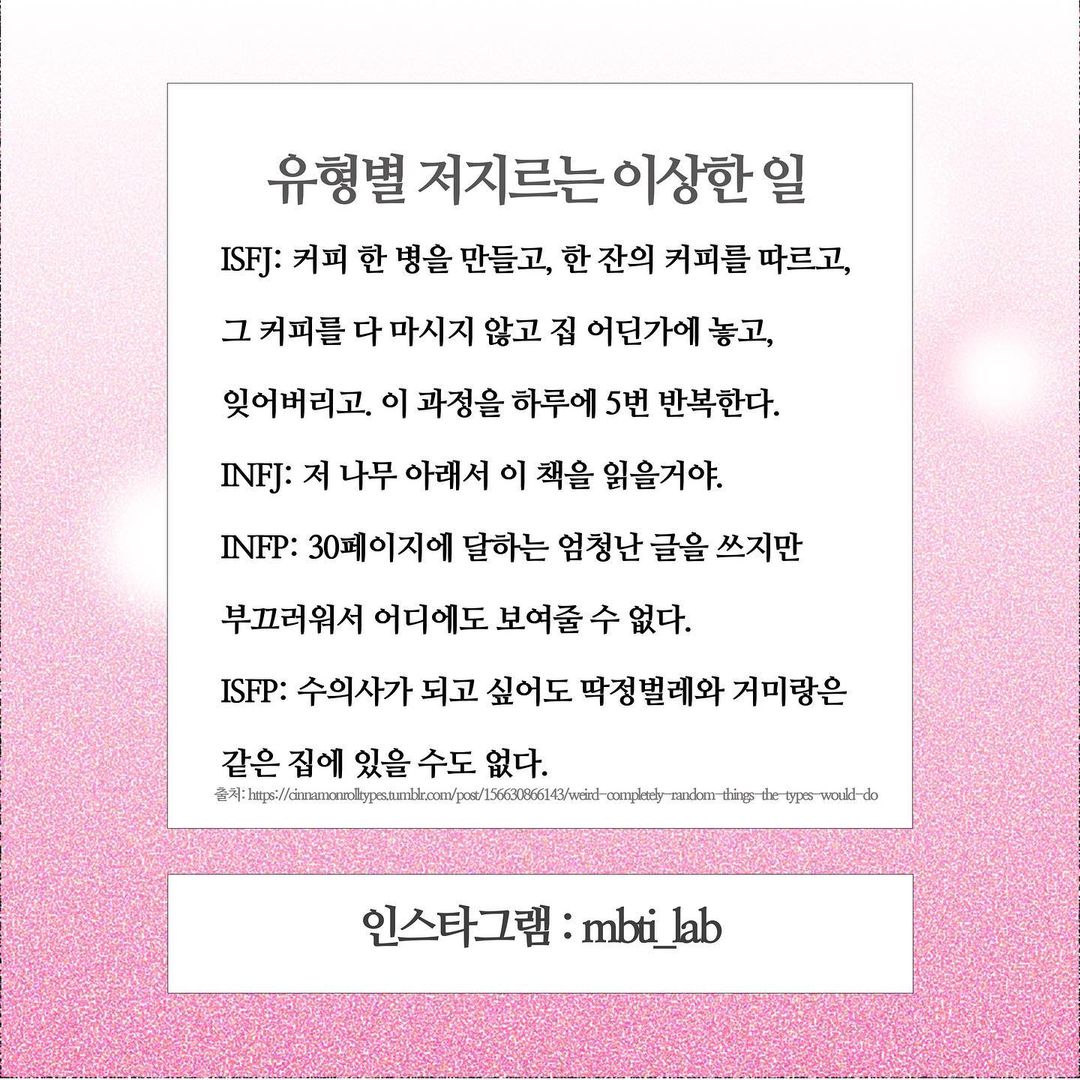 유형별 저지르는 이상한 일
ISFJ: 커피 한 병을 만들고, 한 잔의 커피를 따르고,
그 커피를 다 마시지 않고 집 어딘가에 놓고,
잊어버리고. 이 과정을 하루에 5번 반복한다.
INFJ: 저 나무 아래서 이 책을 읽을거야.
INFP: 30페이지에 달하는 엄청난 글을 쓰지만
부끄러워서 어디에도 보여줄 수 없다.
ISFP: 수의사가 되고 싶어도 딱정벌레와 거미랑은
같은 집에 있을 수도 없다.
출처: https://cinnamonrolltypes.tumblr.com/post/156630866143/weird-completely-random-things-the-types-would-do
인스타그램 : mbti_lab